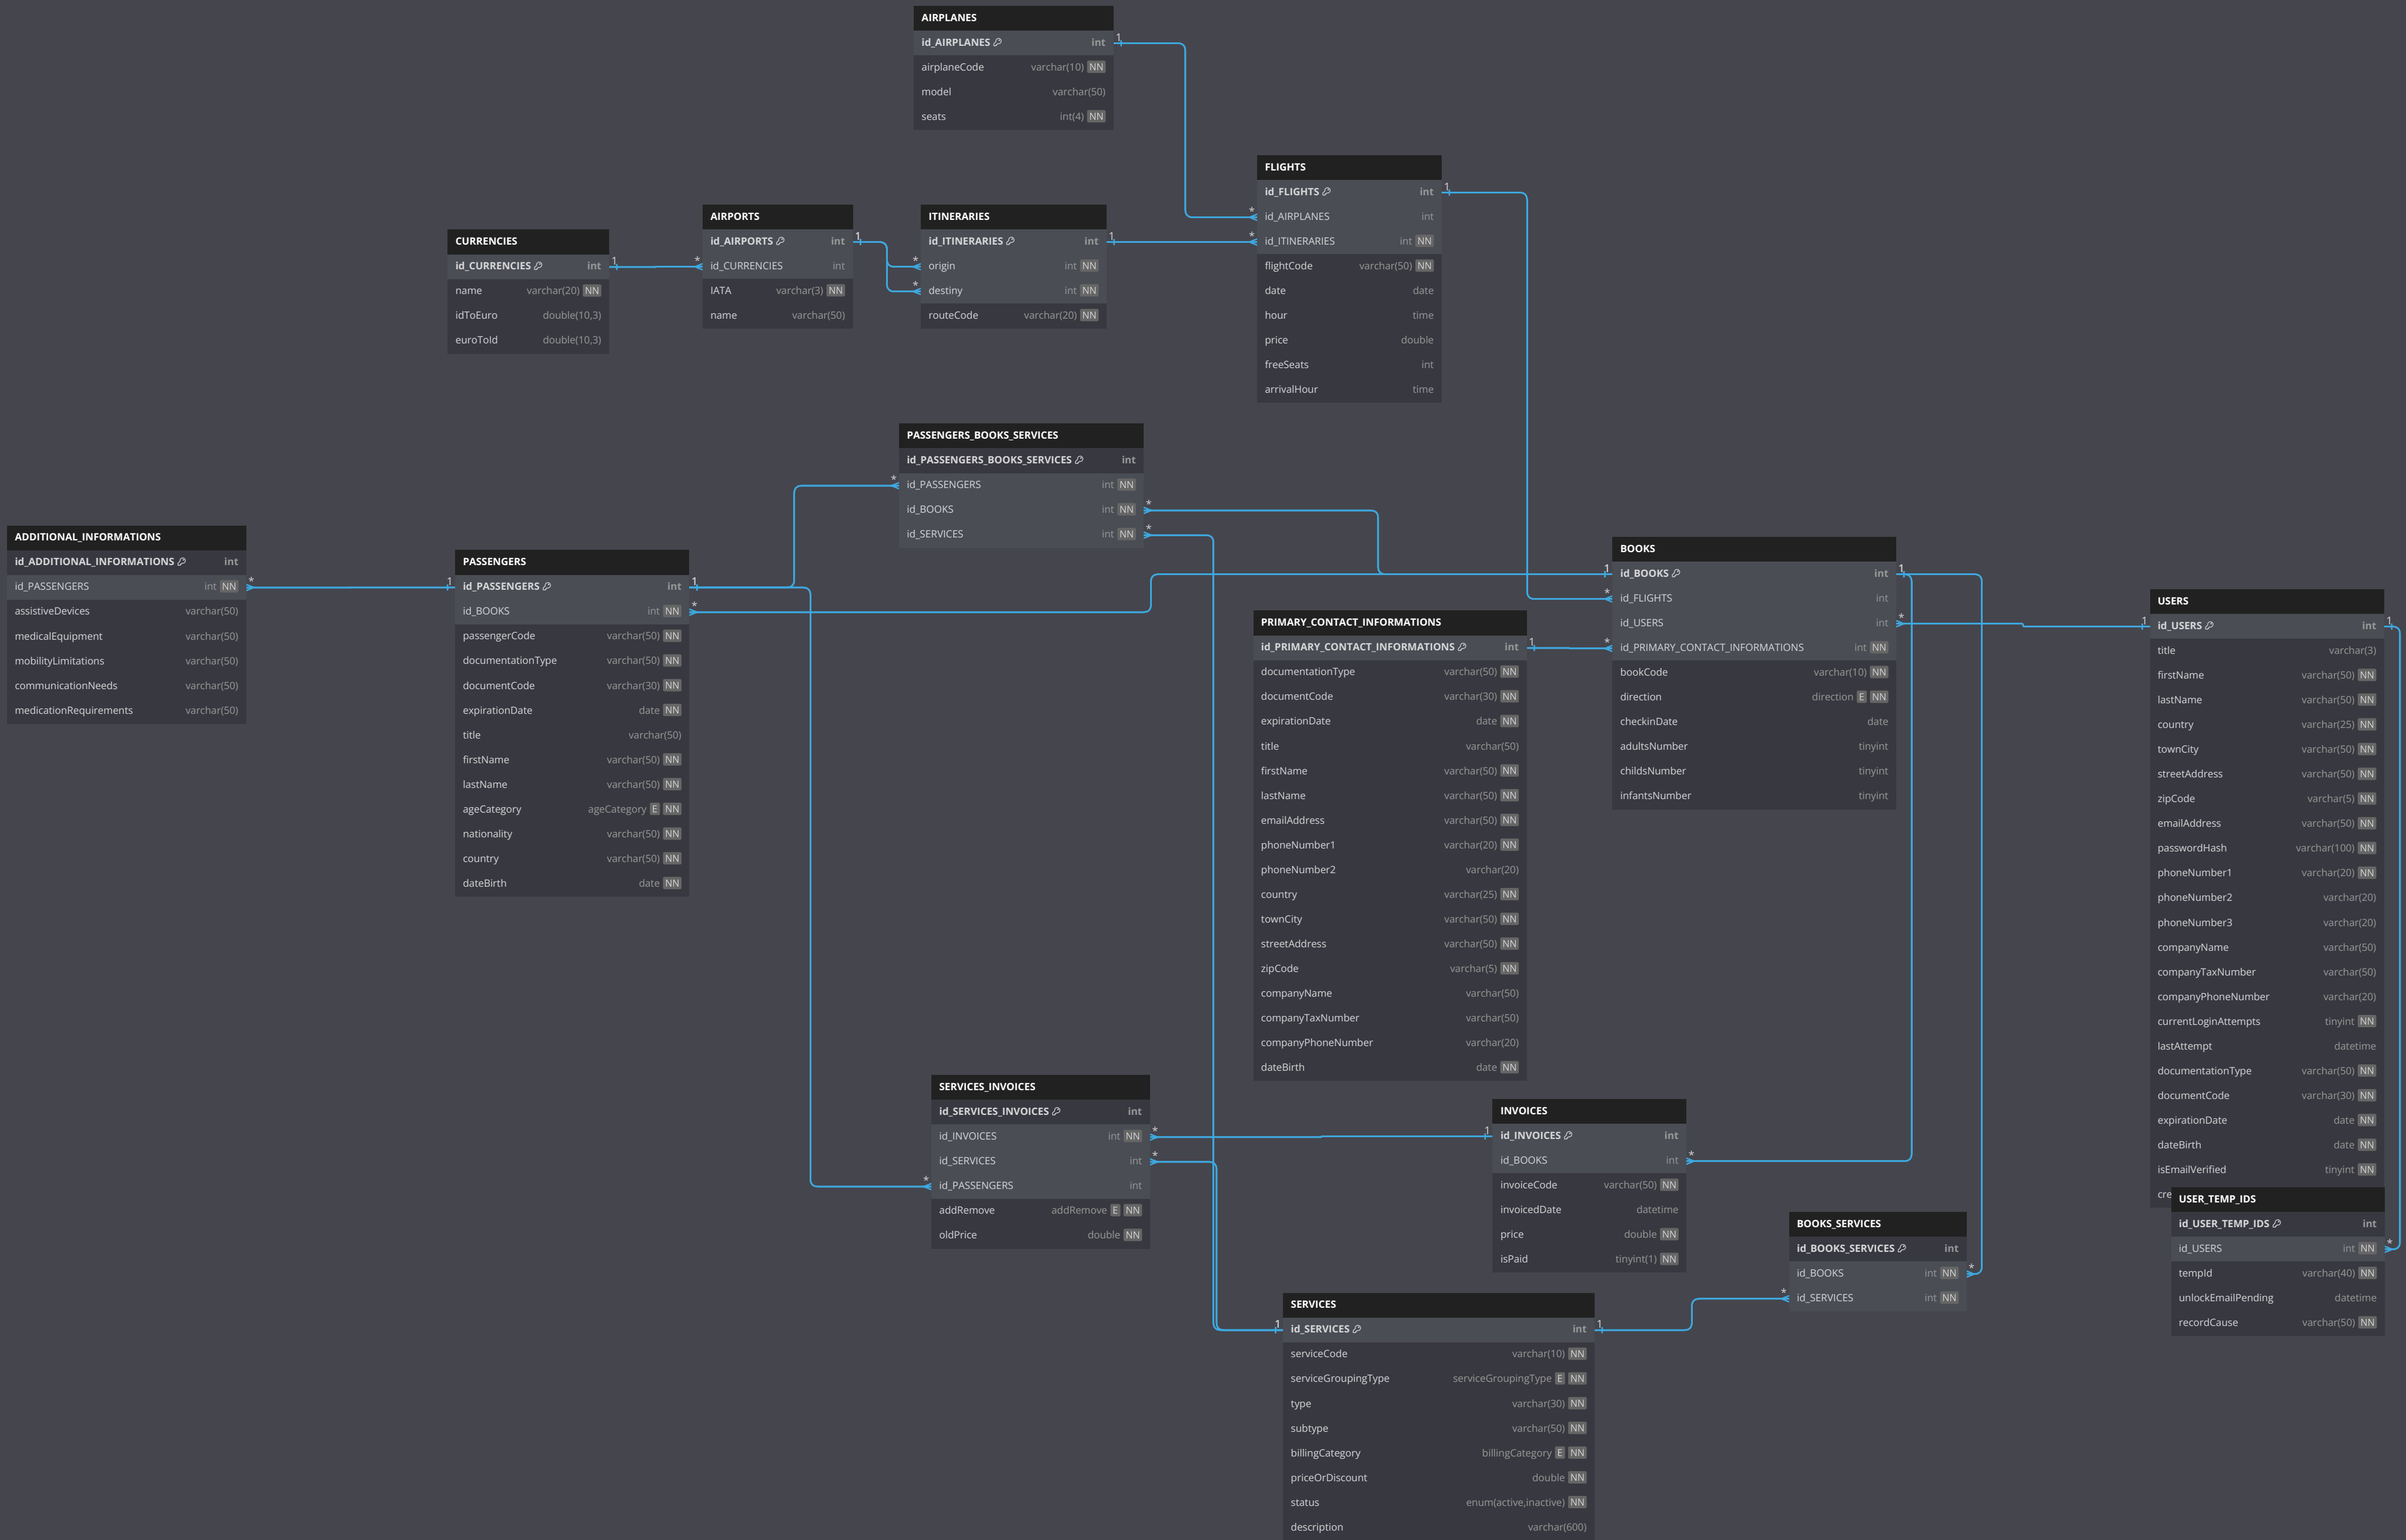 AIRPLANES
id_AIRPLANES int
airplaneCode varchar(10) NN
model varchar(50)
seats int(4) NN
FLIGHTS
id_FLIGHTS int
id_AIRPLANES int
id_ITINERARIES int NN
flightCode varchar(50) NN
date date
hour time
price double
freeSeats int
arrivalHour time
AIRPORTS
id_AIRPORTS int
id_CURRENCIES int
IATA varchar(3) NN
name varchar(50)
ITINERARIES
id_ITINERARIES int
origin int NN
destiny int NN
routeCode varchar(20) NN
CURRENCIES
id_CURRENCIES int
name varchar(20) NN
idToEuro double(10,3)
euroToId double(10,3)
PASSENGERS_BOOKS_SERVICES
id_PASSENGERS_BOOKS_SERVICES int
id_PASSENGERS int NN
id_BOOKS int NN
id_SERVICES int NN
ADDITIONAL_INFORMATIONS
id_ADDITIONAL_INFORMATIONS int
id_PASSENGERS int NN
assistiveDevices varchar(50)
medicalEquipment varchar(50)
mobilityLimitations varchar(50)
communicationNeeds varchar(50)
medicationRequirements varchar(50)
PASSENGERS
id_PASSENGERS int
id_BOOKS int NN
passengerCode varchar(50) NN
documentationType varchar(50) NN
documentCode varchar(30) NN
expirationDate date NN
title varchar(50)
firstName varchar(50) NN
lastName varchar(50) NN
ageCategory ageCategory E NN
nationality varchar(50) NN
country varchar(50) NN
dateBirth date NN
BOOKS
id_BOOKS int
id_FLIGHTS int
id_USERS int
id_PRIMARY_CONTACT_INFORMATIONS int NN
bookCode varchar(10) NN
direction direction E NN
checkinDate date
adultsNumber tinyint
childsNumber tinyint
infantsNumber tinyint
PRIMARY_CONTACT_INFORMATIONS
id_PRIMARY_CONTACT_INFORMATIONS int
documentationType varchar(50) NN
documentCode varchar(30) NN
expirationDate date NN
title varchar(50)
firstName varchar(50) NN
lastName varchar(50) NN
emailAddress varchar(50) NN
phoneNumber1 varchar(20) NN
phoneNumber2 varchar(20)
country varchar(25) NN
townCity varchar(50) NN
streetAddress varchar(50) NN
zipCode varchar(5) NN
companyName varchar(50)
companyTaxNumber varchar(50)
companyPhoneNumber varchar(20)
dateBirth date NN
USERS
id_USERS int
title varchar(3)
firstName varchar(50) NN
lastName varchar(50) NN
country varchar(25) NN
townCity varchar(50) NN
streetAddress varchar(50) NN
zipCode varchar(5) NN
emailAddress varchar(50) NN
passwordHash varchar(100) NN
phoneNumber1 varchar(20) NN
phoneNumber2 varchar(20)
phoneNumber3 varchar(20)
companyName varchar(50)
companyTaxNumber varchar(50)
companyPhoneNumber varchar(20)
currentLoginAttempts tinyint NN
lastAttempt datetime
documentationType varchar(50) NN
documentCode varchar(30) NN
expirationDate date NN
dateBirth date NN
isEmailVerified tinyint NN
USER_TEMP_IDS
id_USER_TEMP_IDS int
id_USERS int NN
tempId varchar(40) NN
unlockEmailPending datetime
recordCause varchar(50) NN
SERVICES_INVOICES
id_SERVICES_INVOICES int
id_INVOICES int NN
id_SERVICES int
id_PASSENGERS int
addRemove addRemove E NN
oldPrice double NN
INVOICES
id_INVOICES int
id_BOOKS int
invoiceCode varchar(50) NN
invoicedDate datetime
price double NN
isPaid tinyint(1) NN
BOOKS_SERVICES
id_BOOKS_SERVICES int
id_BOOKS int NN
id_SERVICES int NN
SERVICES
id_SERVICES int
serviceCode varchar(10) NN
serviceGroupingType serviceGroupingType E NN
type varchar(30) NN
subtype varchar(50) NN
billingCategory billingCategory E NN
priceOrDiscount double NN
status enum(active,inactive) NN
description varchar(600)